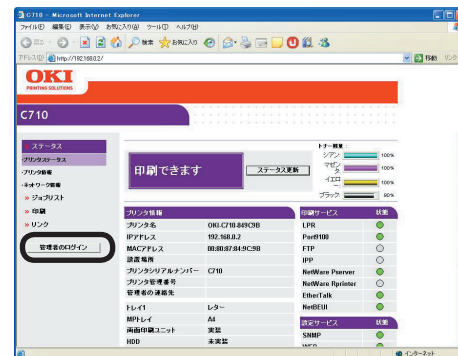 C710 - Microsoft Internet Explorer
ファイル(F) 編集(E) 表示(V) お気に入り(A) ツール(T) ヘルプ(H)
検索 お気に入り
アドレス(D) http://192.168.0.2/ 移動 リンク
OKI
PRINTING SOLUTIONS
C710
ステータス
・プリンタステータス
・プリンタ情報
・ネットワーク情報
» ジョブリスト
» 印刷
» リンク
管理者のログイン
印刷できます
ステータス更新
トナー残量
シアン 100%
マゼンタ 100%
イエロー 100%
ブラック 90%
プリンタ情報
プリンタ名 OKI-C710-849C9B
IPアドレス 192.168.0.2
MACアドレス 00:80:87:84:9C:9B
設置場所
プリンタシリアルナンバー C710
プリンタ管理番号
管理者の連絡先
トレイ1 レター
MPトレイ A4
両面印刷ユニット 実装
HDD 未実装
印刷サービス 状態
LPR
Port9100
FTP
IPP
NetWare Pserver
NetWare Rprinter
EtherTalk
NetBEUI
設定サービス 状態
SNMP
WEB
インターネット